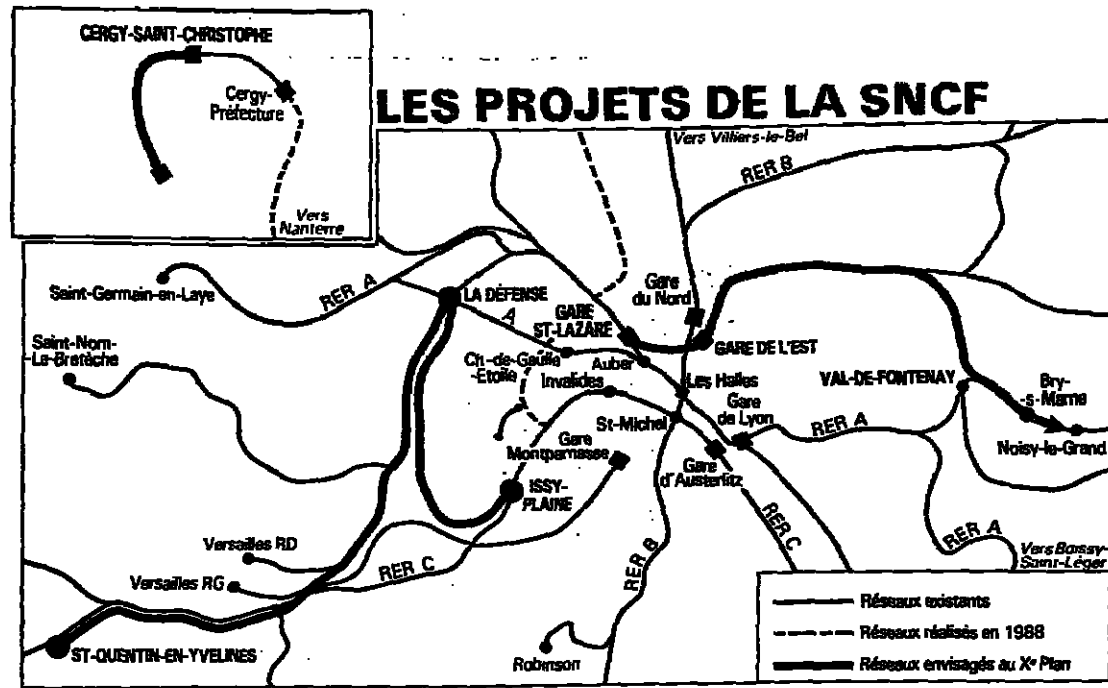 CERGY-SAINT-CHRISTOPHE
Cergy-
Préfecture
Vers
Nanterre
LES PROJETS DE LA SNCF
Vers Villiers-le-Bel
RER B
Saint-Germain-en-Laye
RER A
LA DÉFENSE
A
GARE
ST-LAZARE
Gare
du Nord
GARE DE L'EST
Saint-Nom-
La-Bretèche
Ch-de-Gaulle
-Etoile
Auber
Invalides
Les Halles
VAL-DE-FONTENAY
Bry-
-s-Marne
Noisy-le-Grand
St-Michel
Gare
de Lyon
RER A
Gare
Montparnasse
Gare
d'Austerlitz
ISSY-
PLAINE
Versailles RD
Versailles RG
RER C
RER B
RER C
RER A
Vers Boissy-
Saint-Léger
ST-QUENTIN-EN-YVELINES
Robinson
Réseaux existants
Réseaux réalisés en 1988
Réseaux envisagés au Xe Plan